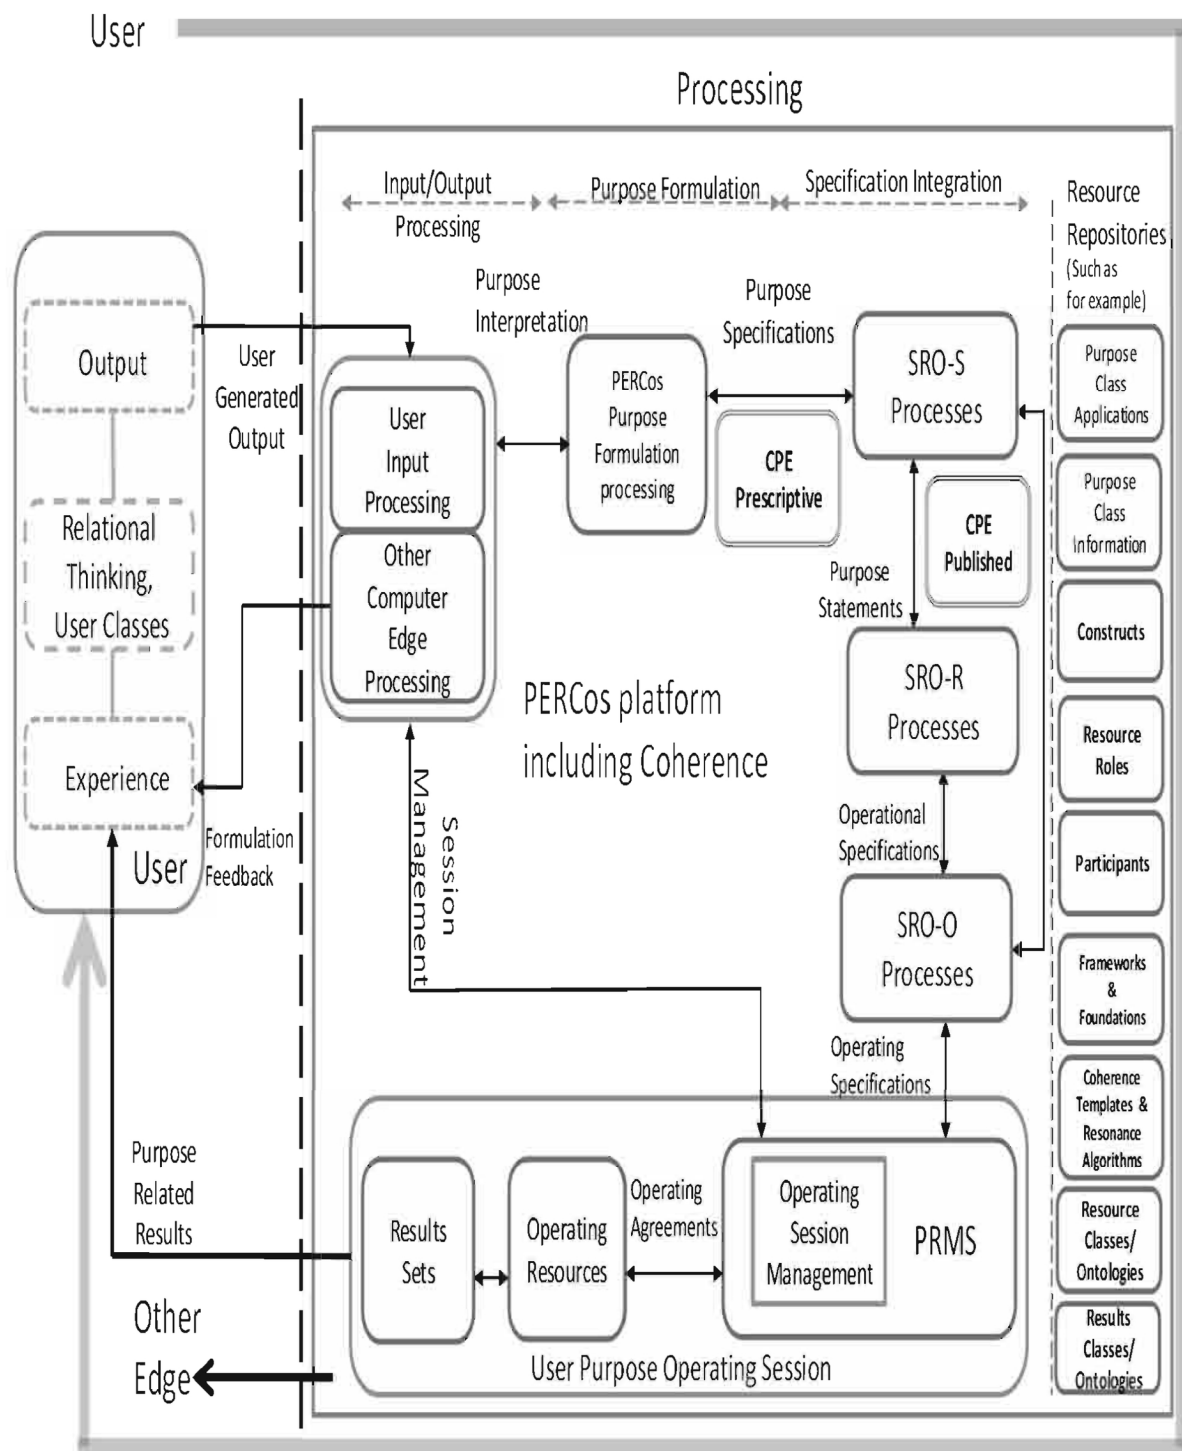 User
Processing
Input/Output
Processing
Purpose Formulation
Specification Integration
Resource
Repositories
(Such as
for example)
Output
Relational
Thinking,
User Classes
Experience
User
User
Generated
Output
Formulation
Feedback
Purpose
Interpretation
User
Input
Processing
Other
Computer
Edge
Processing
PERCos
Purpose
Formulation
processing
Purpose
Specifications
CPE
Prescriptive
SRO-S
Processes
CPE
Published
Purpose
Statements
SRO-R
Processes
PERCos platform
including Coherence
Session
Management
Operational
Specifications
SRO-O
Processes
Operating
Specifications
Purpose
Class
Applications
Purpose
Class
Information
Constructs
Resource
Roles
Participants
Frameworks
&
Foundations
Coherence
Templates &
Resonance
Algorithms
Resource
Classes/
Ontologies
Results
Classes/
Ontologies
Purpose
Related
Results
Results
Sets
Operating
Resources
Operating
Agreements
Operating
Session
Management
PRMS
User Purpose Operating Session
Other
Edge